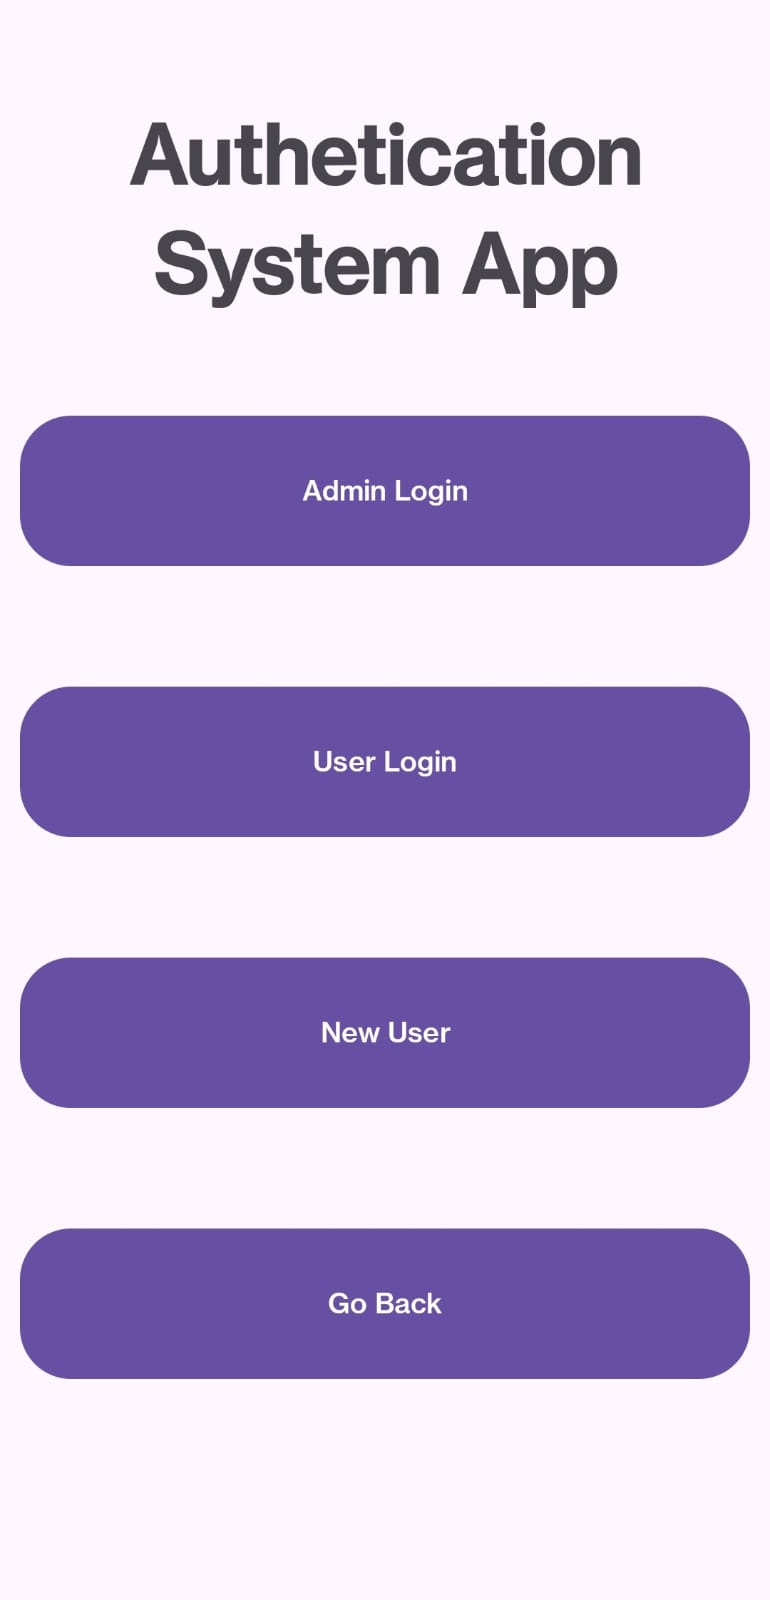 Authetication
System App
Admin Login
User Login
New User
Go Back